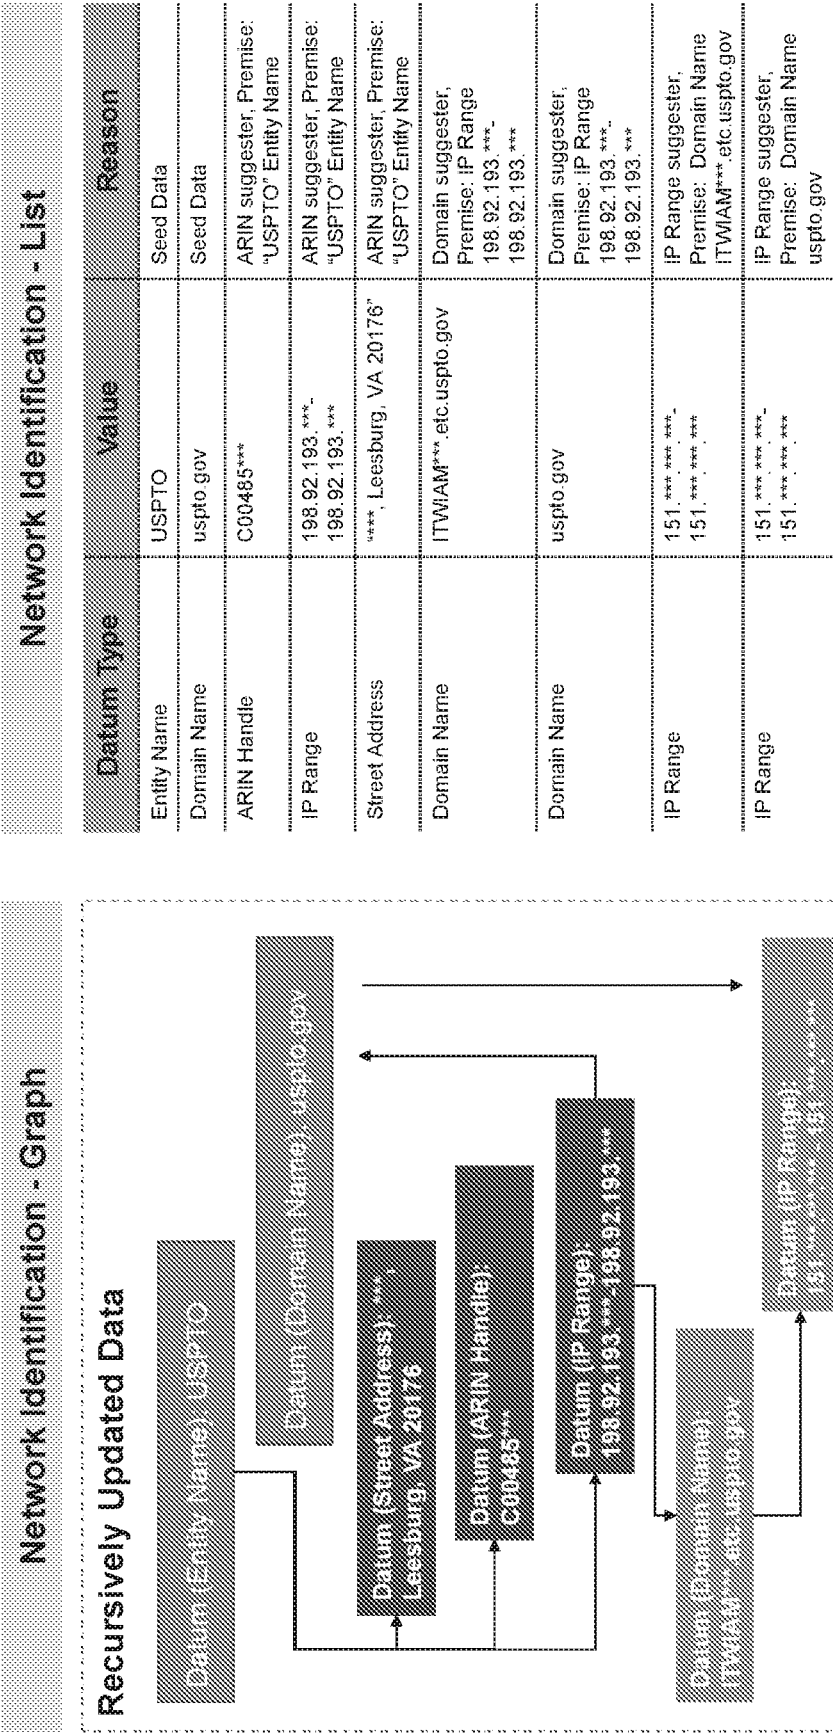 Network Identification - Graph
Recursively Updated Data
Datum (Entity Name): USPTO
Datum (Domain Name): uspto.gov
Datum (Street Address): ***,
Leesburg, VA 20176
Datum (ARIN Handle):
C00485***
Datum (IP Range):
198.92.193.***-198.92.193.***
Datum (Domain Name):
ITWIAM***.etc.uspto.gov
Datum (IP Range):
151.***.***.***- 151.***.***.***
Network Identification - List
Datum Type Value Reason
Entity Name USPTO Seed Data
Domain Name uspto.gov Seed Data
ARIN Handle C00485*** ARIN suggester, Premise:
"USPTO" Entity Name
IP Range 198.92.193.***- ARIN suggester, Premise:
198.92.193.*** "USPTO" Entity Name
Street Address "***, Leesburg, VA 20176" ARIN suggester, Premise:
"USPTO" Entity Name
Domain Name ITWIAM***.etc.uspto.gov Domain suggester,
Premise: IP Range
198.92.193.***-
198.92.193.***
Domain Name uspto.gov Domain suggester,
Premise: IP Range
198.92.193.***-
198.92.193.***
IP Range 151.***.***.***- IP Range suggester,
151.***.***.*** Premise: Domain Name
ITWIAM***.etc.uspto.gov
IP Range 151.***.***.***- IP Range suggester,
151.***.***.*** Premise: Domain Name
uspto.gov